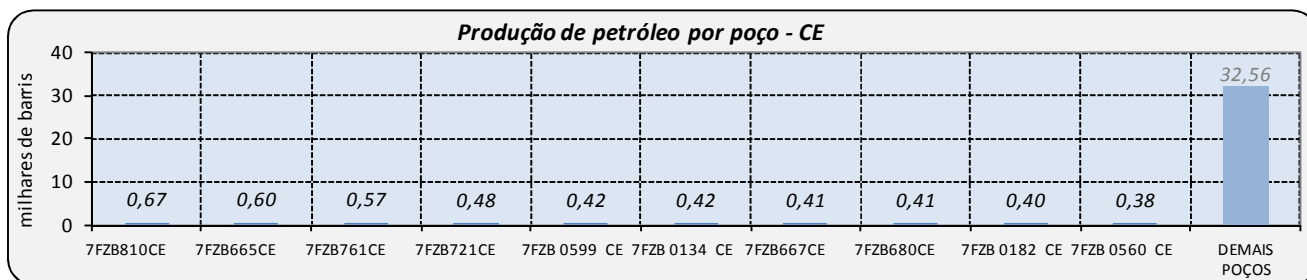 Produção de petróleo por poço - CE
milhares de barris
40
30
20
10
0
0,67 0,60 0,57 0,48 0,42 0,42 0,41 0,41 0,40 0,38 32,56
7FZB810CE 7FZB665CE 7FZB761CE 7FZB721CE 7FZB 0599 CE 7FZB 0134 CE 7FZB667CE 7FZB680CE 7FZB 0182 CE 7FZB 0560 CE DEMAIS
POÇOS